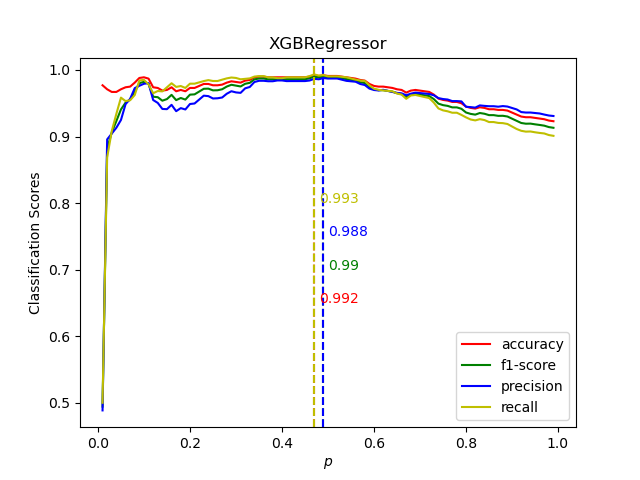 XGBRegressor
Classification Scores
1.0
0.9
0.8
0.7
0.6
0.5
0.993
0.988
0.99
0.992
accuracy
f1-score
precision
recall
0.0 0.2 0.4 0.6 0.8 1.0
p